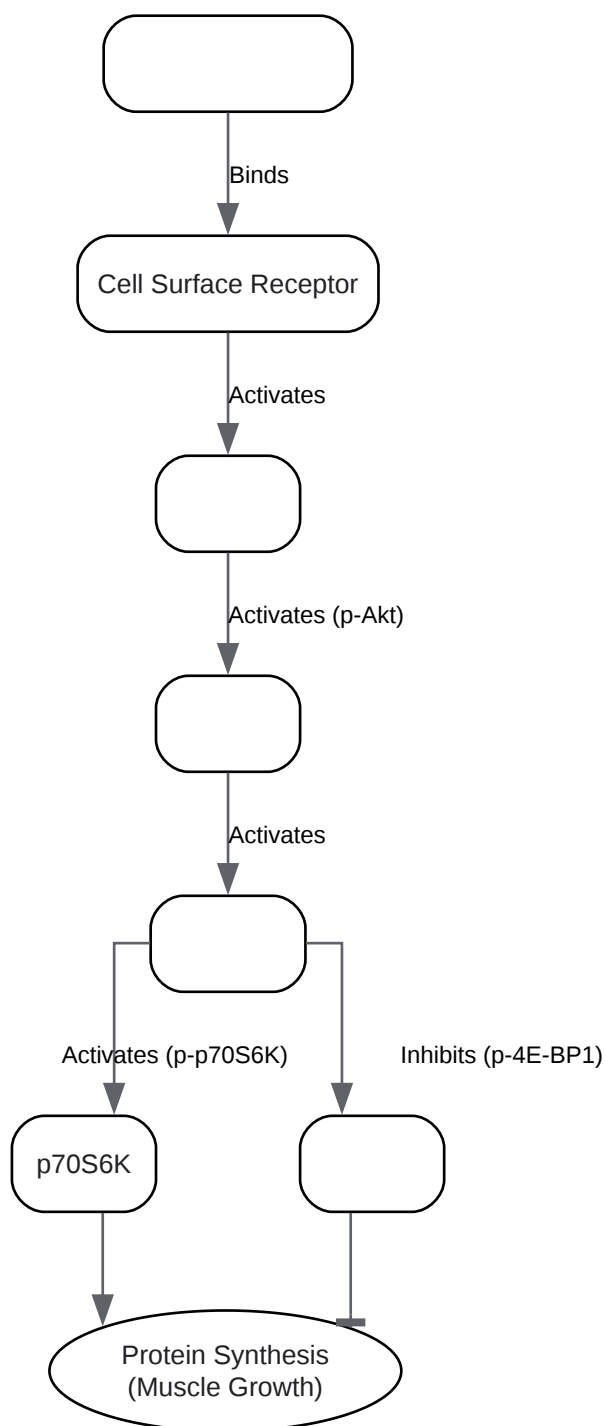 Binds
Cell Surface Receptor
Activates
Activates (p-Akt)
Activates
Activates (p-p70S6K)
Inhibits (p-4E-BP1)
p70S6K
Protein Synthesis
(Muscle Growth)